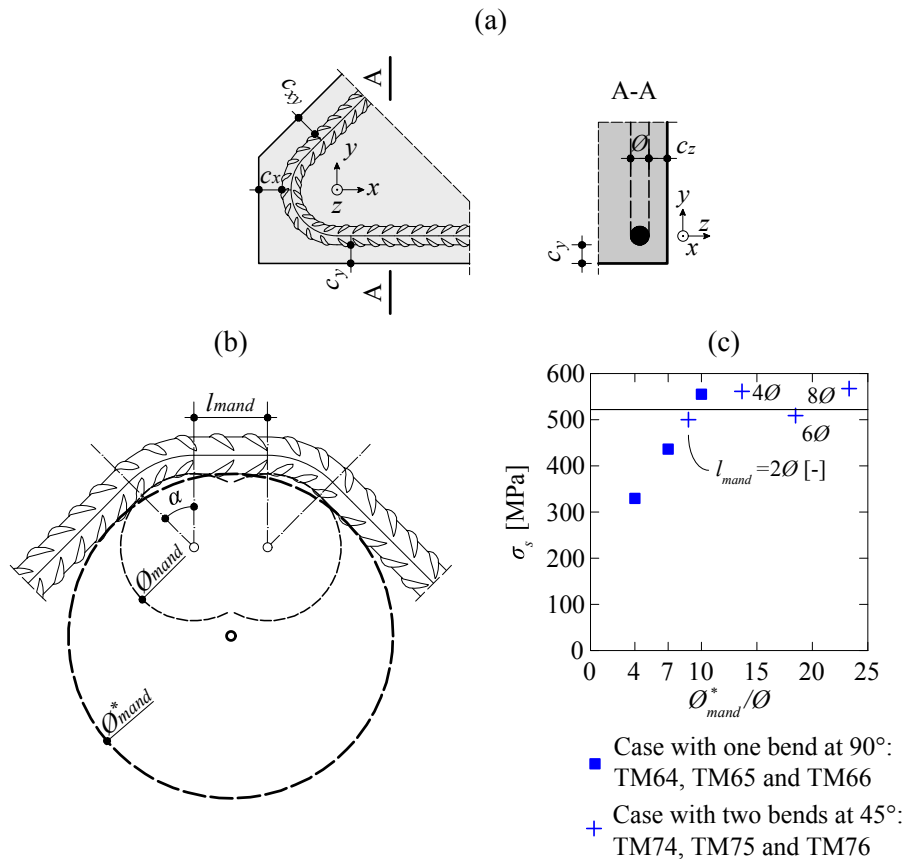 (a)
A
A-A
c_xy
Ø
c_z
y
c_x
x
z
y
z
x
c_y
c_y
A
(b)
(c)
l_mand
α
Ø_mand
Ø*_mand
600
500
400
300
200
100
0
σ_s [MPa]
4Ø
8Ø
6Ø
l_mand =2Ø [-]
0
4
7
10
15
20
25
Ø*_mand/Ø
Case with one bend at 90°:
TM64, TM65 and TM66
Case with two bends at 45°:
TM74, TM75 and TM76